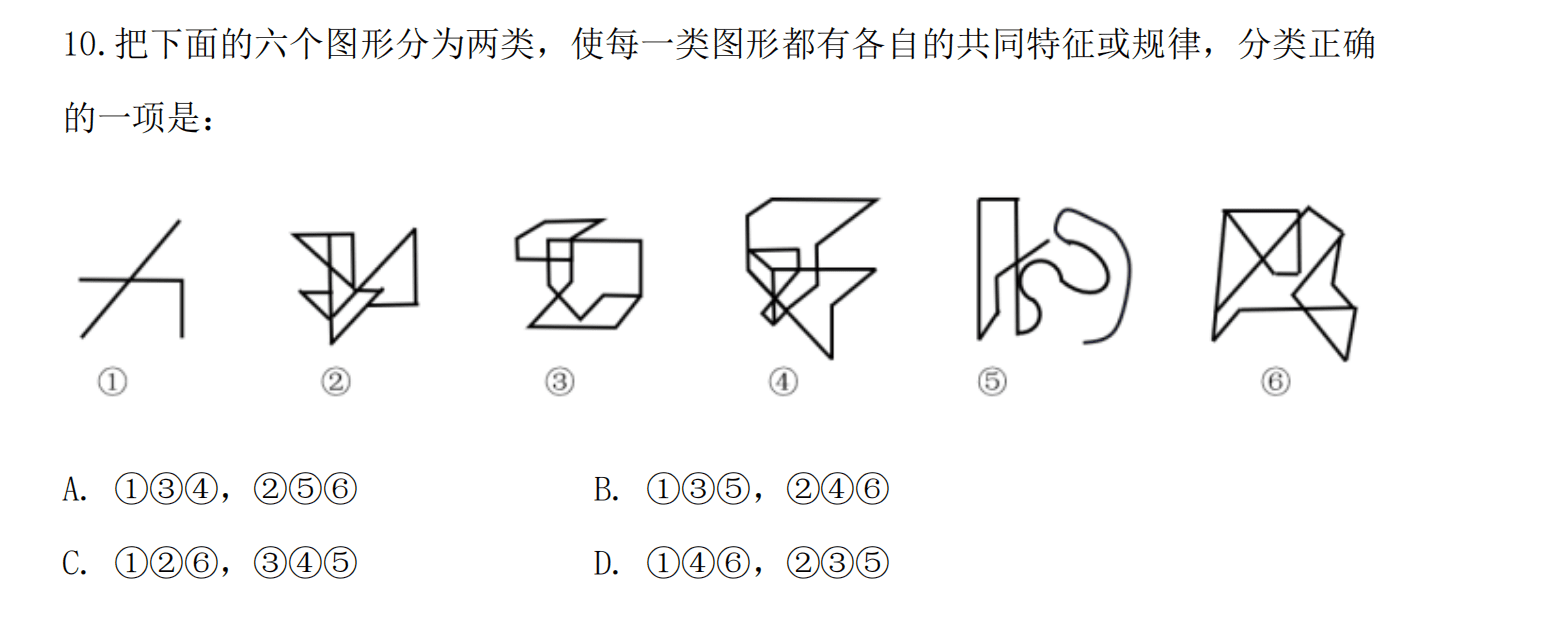 10.把下面的六个图形分为两类，使每一类图形都有各自的共同特征或规律，分类正确
的一项是：
① ② ③ ④ ⑤ ⑥
A. ①③④，②⑤⑥ B. ①③⑤，②④⑥
C. ①②⑥，③④⑤ D. ①④⑥，②③⑤